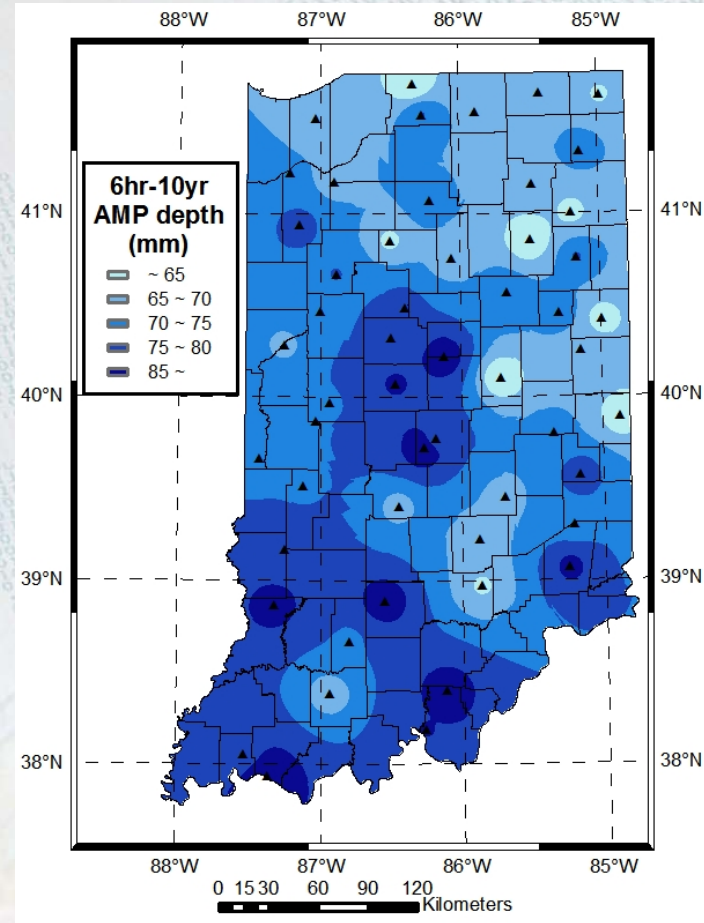 88°W 87°W 86°W 85°W
6hr-10yr
AMP depth
(mm)
~ 65
65 ~ 70
70 ~ 75
75 ~ 80
85 ~
41°N 41°N
40°N 40°N
39°N 39°N
38°N 38°N
88°W 87°W 86°W 85°W
0 15 30 60 90 120
Kilometers